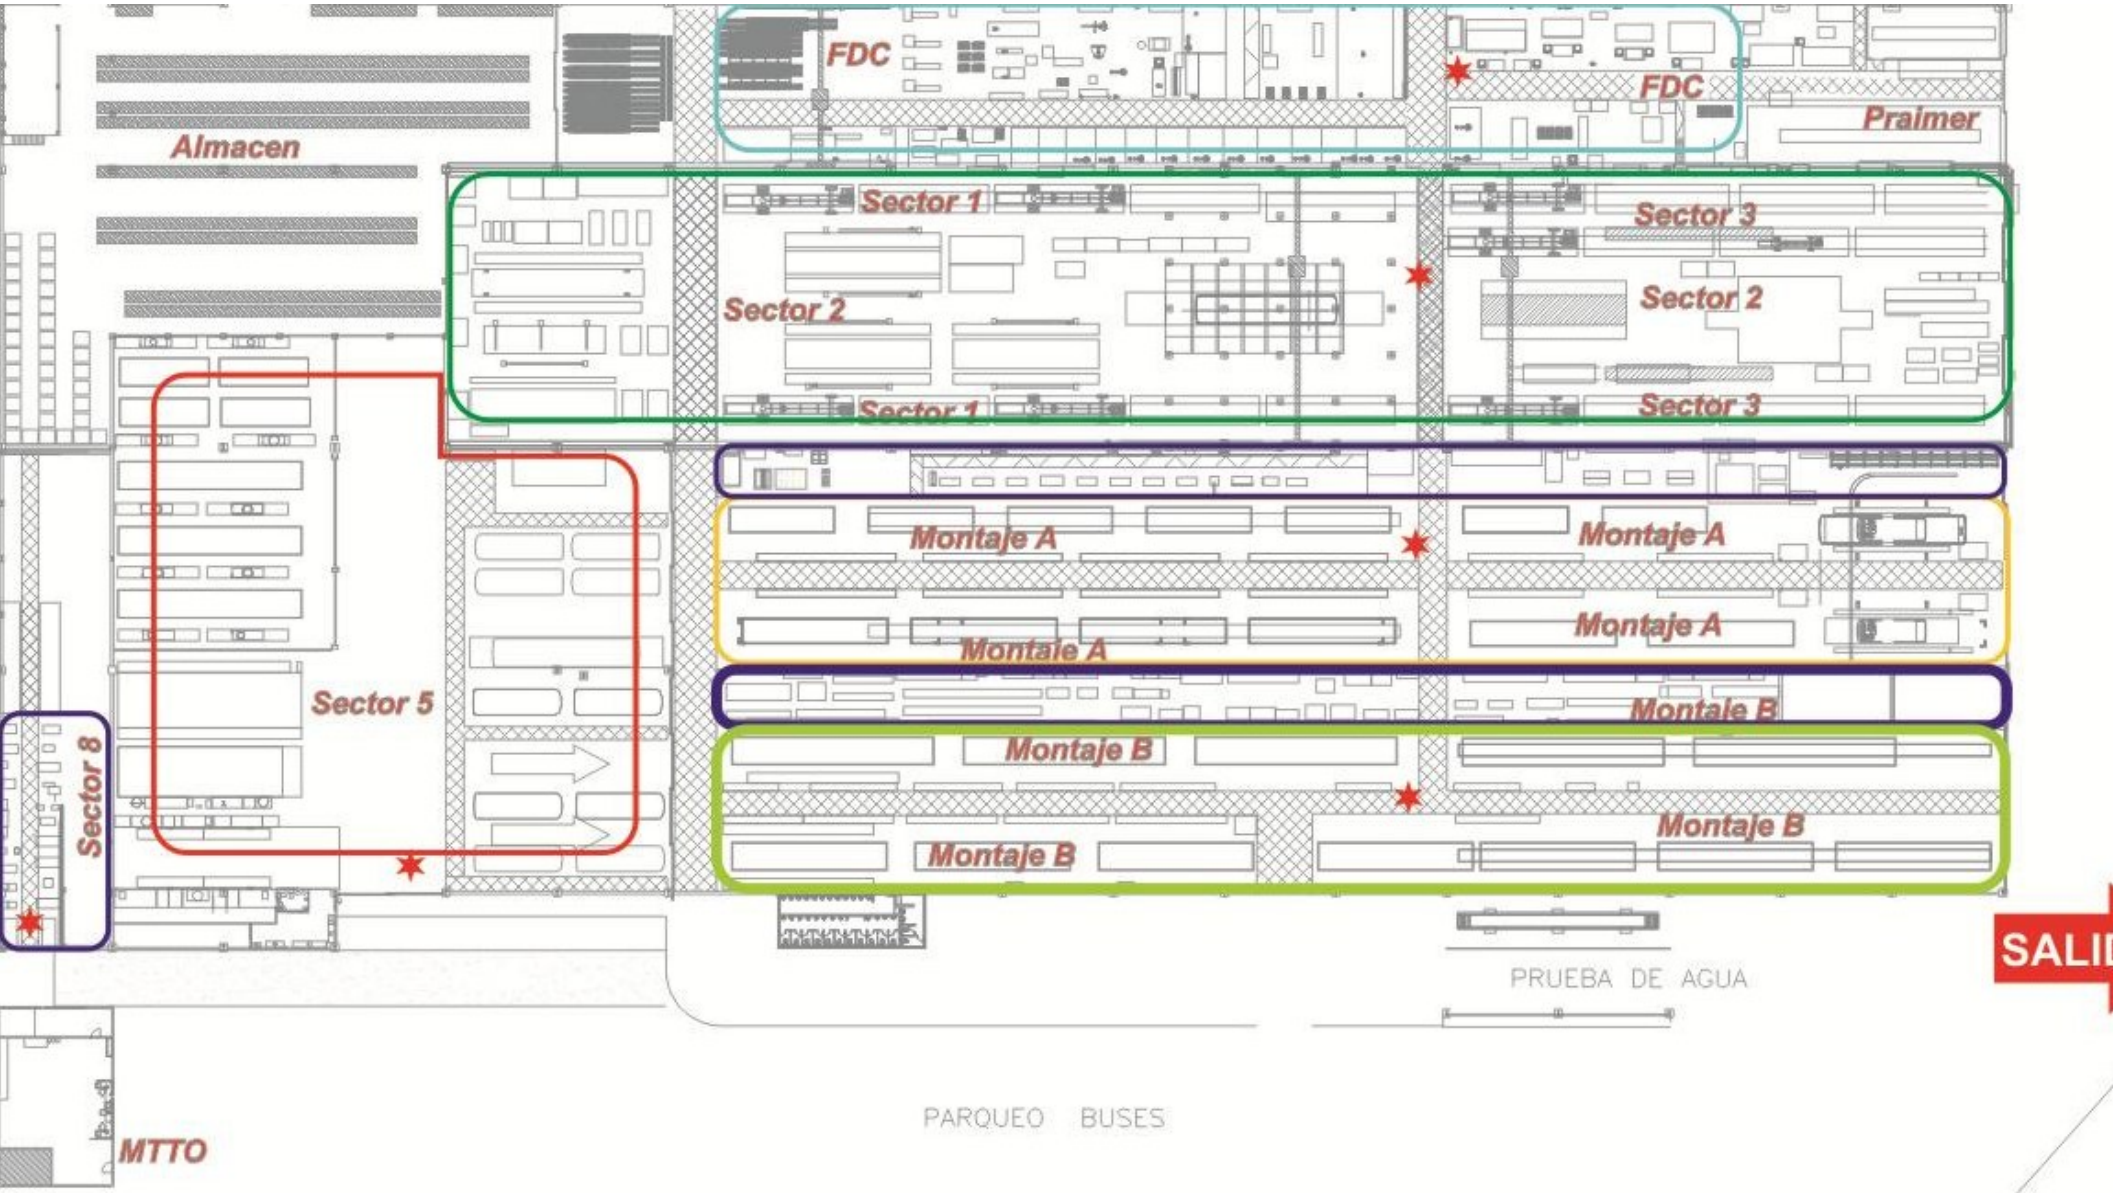 FDC
FDC
Praimer
Almacen
Sector 1
Sector 3
Sector 2
Sector 2
Sector 1
Sector 3
Montaje A
Montaje A
Montaje A
Montaje A
Sector 5
Montaje B
Sector 8
Montaje B
Montaje B
Montaje B
SALID
PRUEBA DE AGUA
PARQUEO BUSES
MTTO